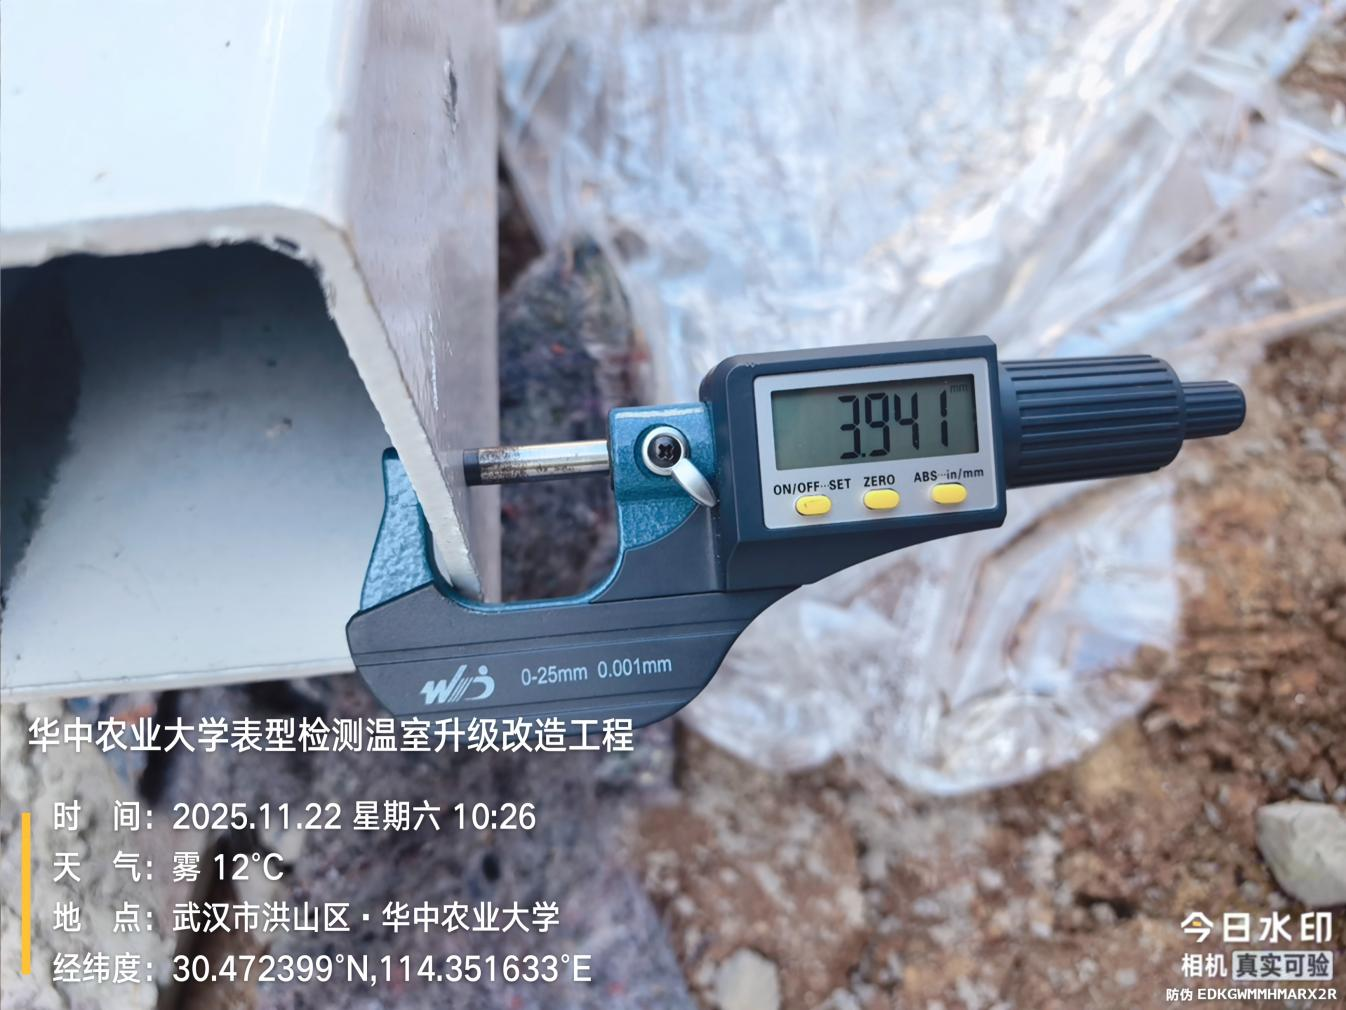 mm
3.941
ON/OFF···SET ZERO ABS···in/mm
0-25mm 0.001mm
华中农业大学表型检测温室升级改造工程
时 间：2025.11.22 星期六 10:26
天 气：雾 12℃
地 点：武汉市洪山区·华中农业大学
经纬度：30.472399°N,114.351633°E
今日水印
相机 真实可验
防伪 EDKGWMMHMARX2R